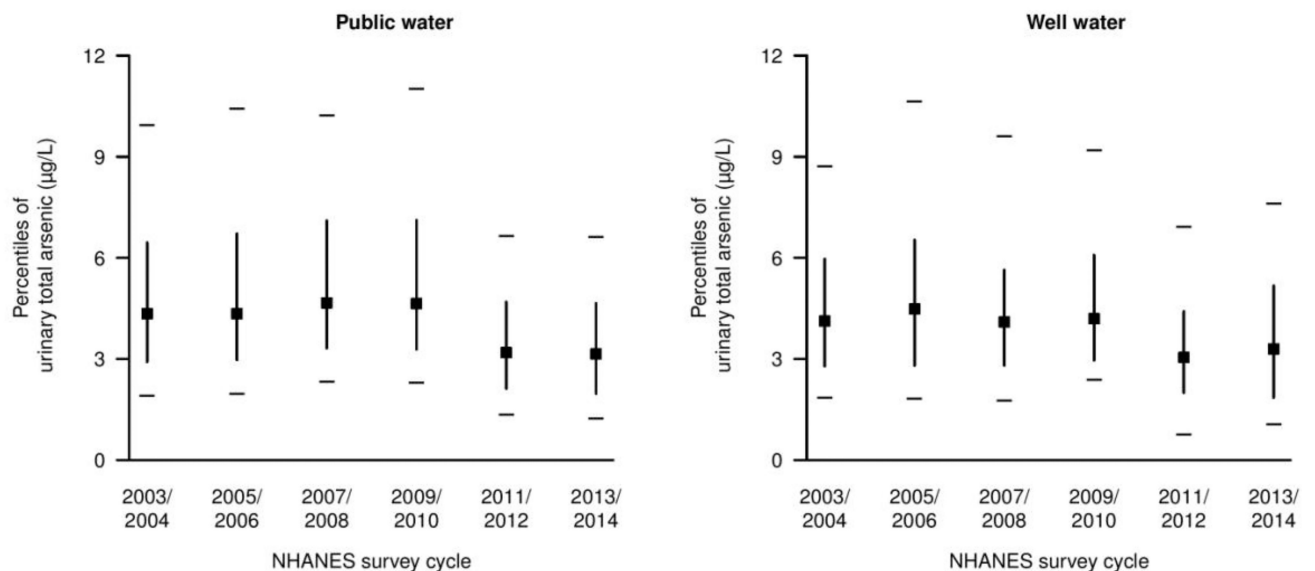 Public water
Percentiles of
urinary total arsenic (µg/L)
12
9
6
3
0
2003/ 2005/ 2007/ 2009/ 2011/ 2013/
2004 2006 2008 2010 2012 2014
NHANES survey cycle
Well water
Percentiles of
urinary total arsenic (µg/L)
12
9
6
3
0
2003/ 2005/ 2007/ 2009/ 2011/ 2013/
2004 2006 2008 2010 2012 2014
NHANES survey cycle